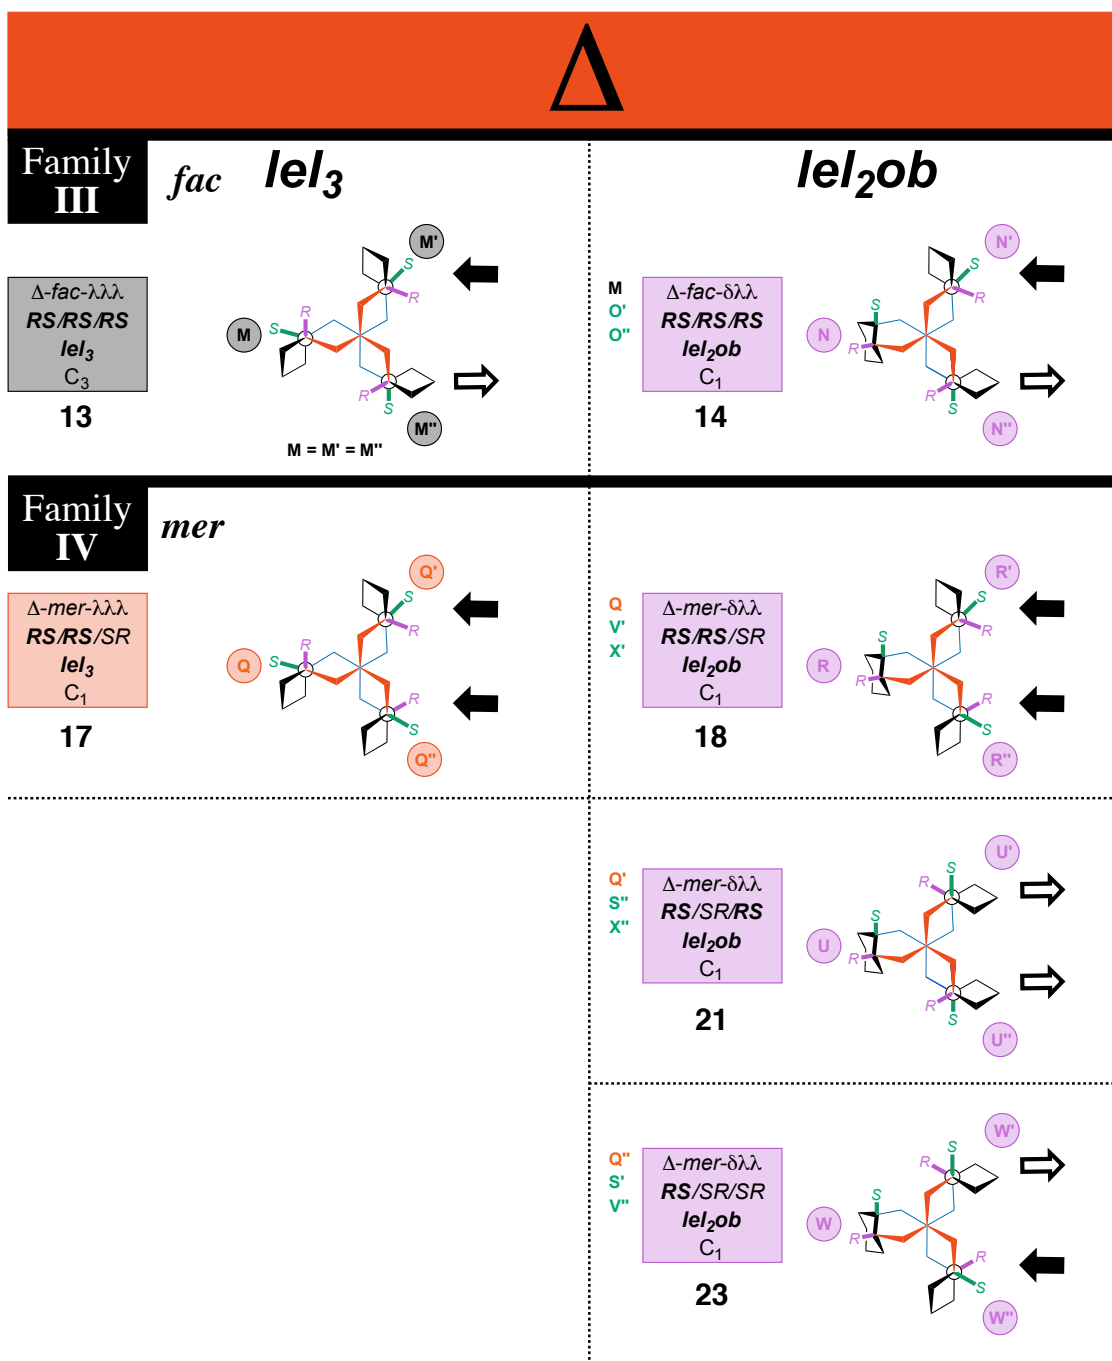 Δ
Family
III
fac
lel3
lel2ob
Δ-fac-λλλ
RS/RS/RS
lel3
C3
13
M'
S
R
R
S
M
R
S
M''
M = M' = M''
M
O'
O''
Δ-fac-δλλ
RS/RS/RS
lel2ob
C1
14
N'
S
R
S
N
R
R
S
N''
Family
IV
mer
Δ-mer-λλλ
RS/RS/SR
lel3
C1
17
Q'
S
R
R
S
Q
R
S
Q''
Q
V'
X'
Δ-mer-δλλ
RS/RS/SR
lel2ob
C1
18
R'
S
R
S
R
R
R
S
R''
Q'
S''
X''
Δ-mer-δλλ
RS/SR/RS
lel2ob
C1
21
U'
S
R
S
U
R
R
S
U''
Q''
S'
V''
Δ-mer-δλλ
RS/SR/SR
lel2ob
C1
23
W'
S
R
S
W
R
R
S
W''